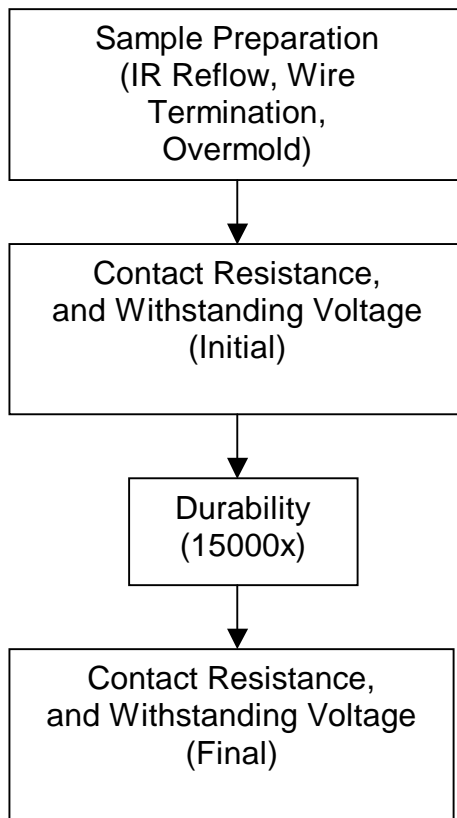 Sample Preparation
(IR Reflow, Wire
Termination,
Overmold)
Contact Resistance,
and Withstanding Voltage
(Initial)
Durability
(15000x)
Contact Resistance,
and Withstanding Voltage
(Final)